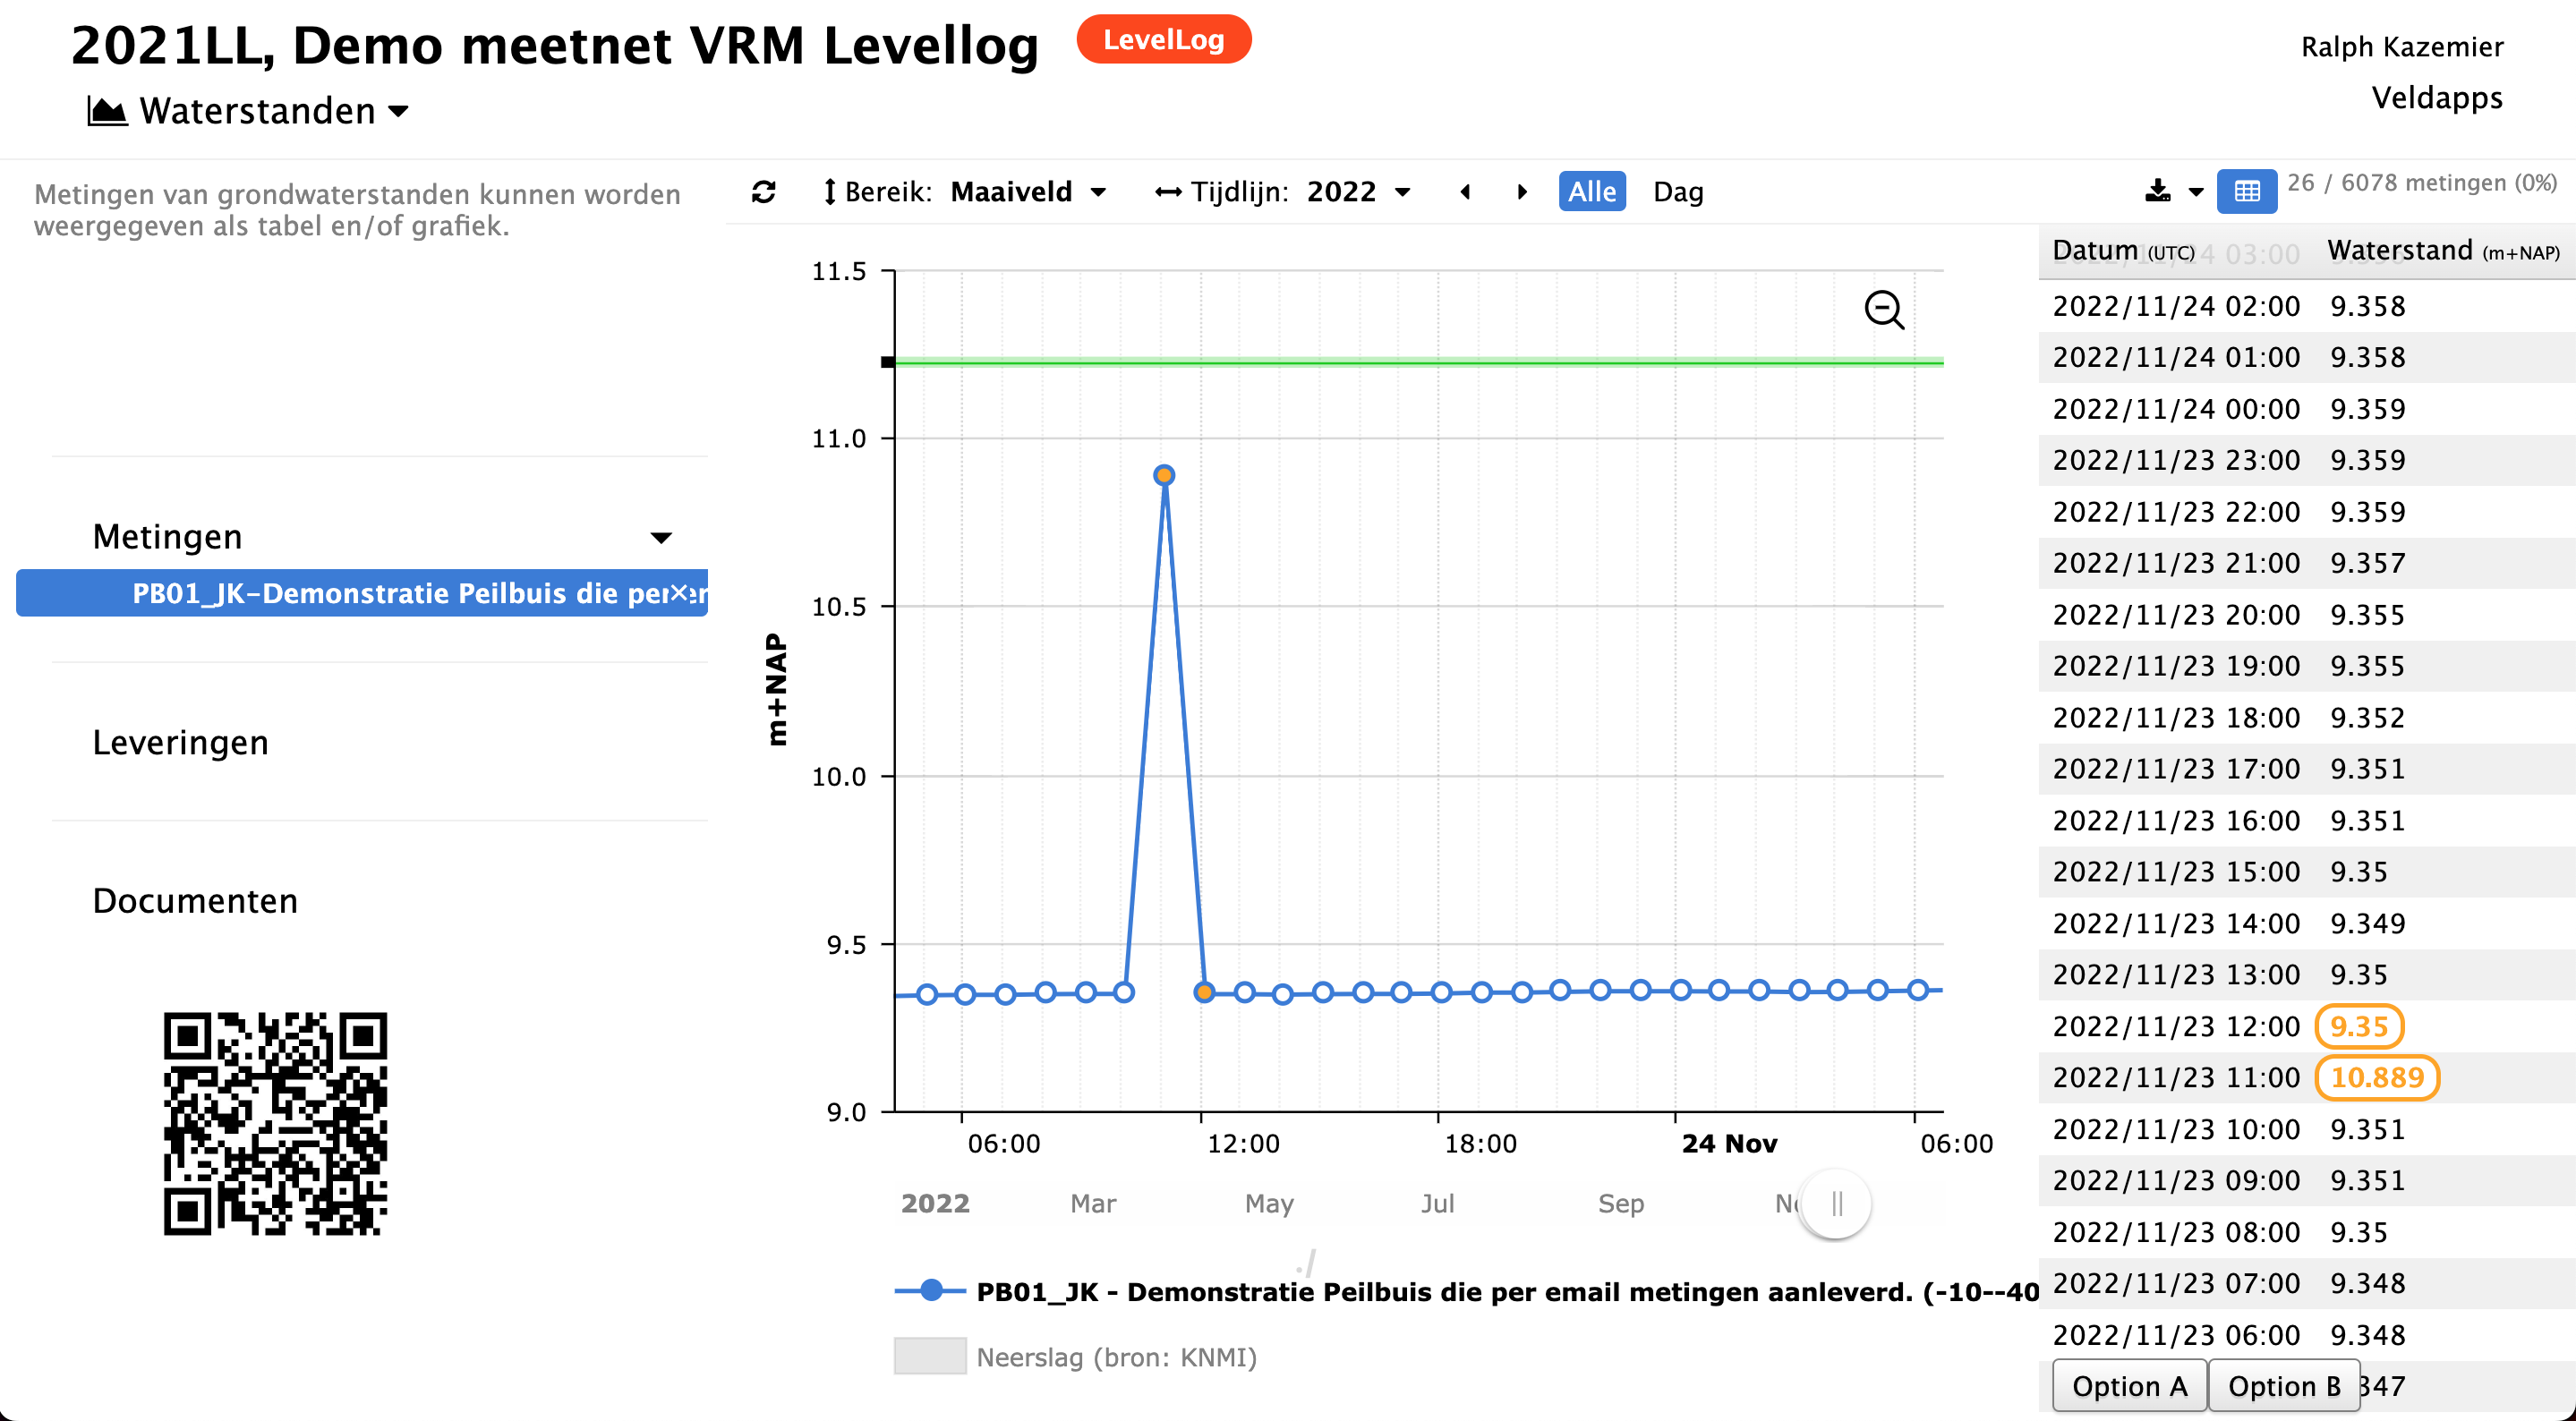 2021LL, Demo meetnet VRM Levellog
LevelLog
Ralph Kazemier
Veldapps
Waterstanden
Metingen van grondwaterstanden kunnen worden
weergegeven als tabel en/of grafiek.
Metingen
PB01_JK-Demonstratie Peilbuis die per
Leveringen
Documenten
Bereik: Maaiveld
Tijdlijn: 2022
Alle
Dag
26 / 6078 metingen (0%)
11.5
11.0
10.5
10.0
9.5
9.0
m+NAP
06:00
12:00
18:00
24 Nov
06:00
2022
Mar
May
Jul
Sep
PB01_JK - Demonstratie Peilbuis die per email metingen aanleverd. (-10--40
Neerslag (bron: KNMI)
Datum (UTC) Waterstand (m+NAP)
2022/11/24 02:00 9.358
2022/11/24 01:00 9.358
2022/11/24 00:00 9.359
2022/11/23 23:00 9.359
2022/11/23 22:00 9.359
2022/11/23 21:00 9.357
2022/11/23 20:00 9.355
2022/11/23 19:00 9.355
2022/11/23 18:00 9.352
2022/11/23 17:00 9.351
2022/11/23 16:00 9.351
2022/11/23 15:00 9.35
2022/11/23 14:00 9.349
2022/11/23 13:00 9.35
2022/11/23 12:00 9.35
2022/11/23 11:00 10.889
2022/11/23 10:00 9.351
2022/11/23 09:00 9.351
2022/11/23 08:00 9.35
2022/11/23 07:00 9.348
2022/11/23 06:00 9.348
Option A
Option B
347